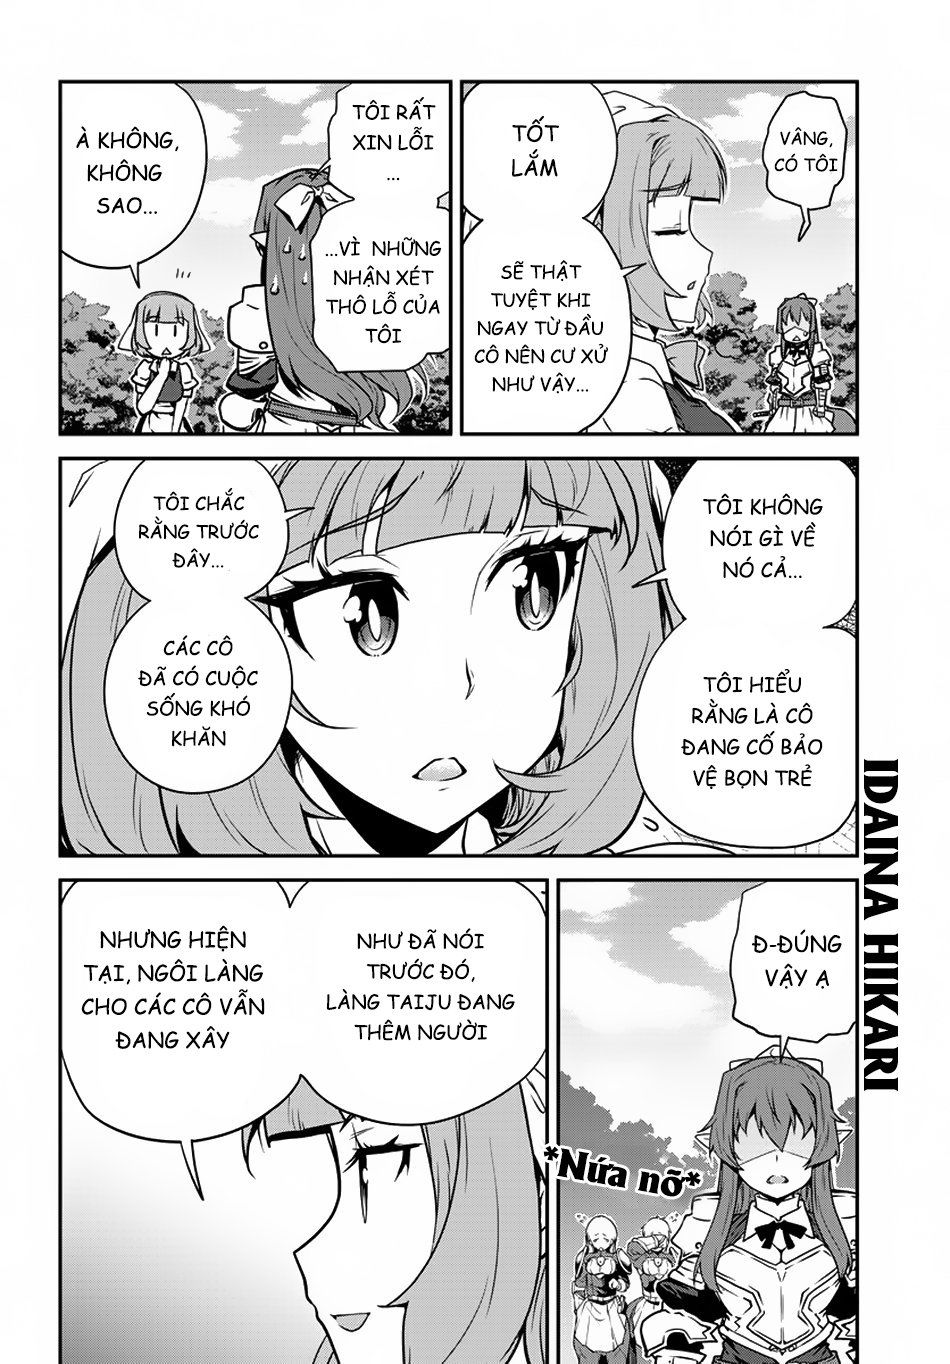 VÂNG,
CÓ TÔI
TỐT
LẮM
SẼ THẬT
TUYỆT KHI
NGAY TỪ ĐẦU
CÔ NÊN CƯ XỬ
NHƯ VẬY...
TÔI RẤT
XIN LỖI
...
...VÌ NHỮNG
NHẬN XÉT
THÔ LỖ CỦA
TÔI
À KHÔNG,
KHÔNG
SAO...
TÔI KHÔNG
NÓI GÌ VỀ
NÓ CẢ...
TÔI HIỂU
RẰNG LÀ CÔ
ĐANG CỐ BẢO
VỆ BỌN TRẺ
TÔI CHẮC
RẰNG TRƯỚC
ĐÂY...
CÁC CÔ
ĐÃ CÓ CUỘC
SỐNG KHÓ
KHĂN
Đ-ĐÚNG
VẬY Ạ
*Nứa nỡ*
NHƯ ĐÃ NÓI
TRƯỚC ĐÓ,
LÀNG TAIJU ĐANG
THÊM NGƯỜI
NHƯNG HIỆN
TẠI, NGÔI LÀNG
CHO CÁC CÔ VẪN
ĐANG XÂY
IDAINA HIKARI